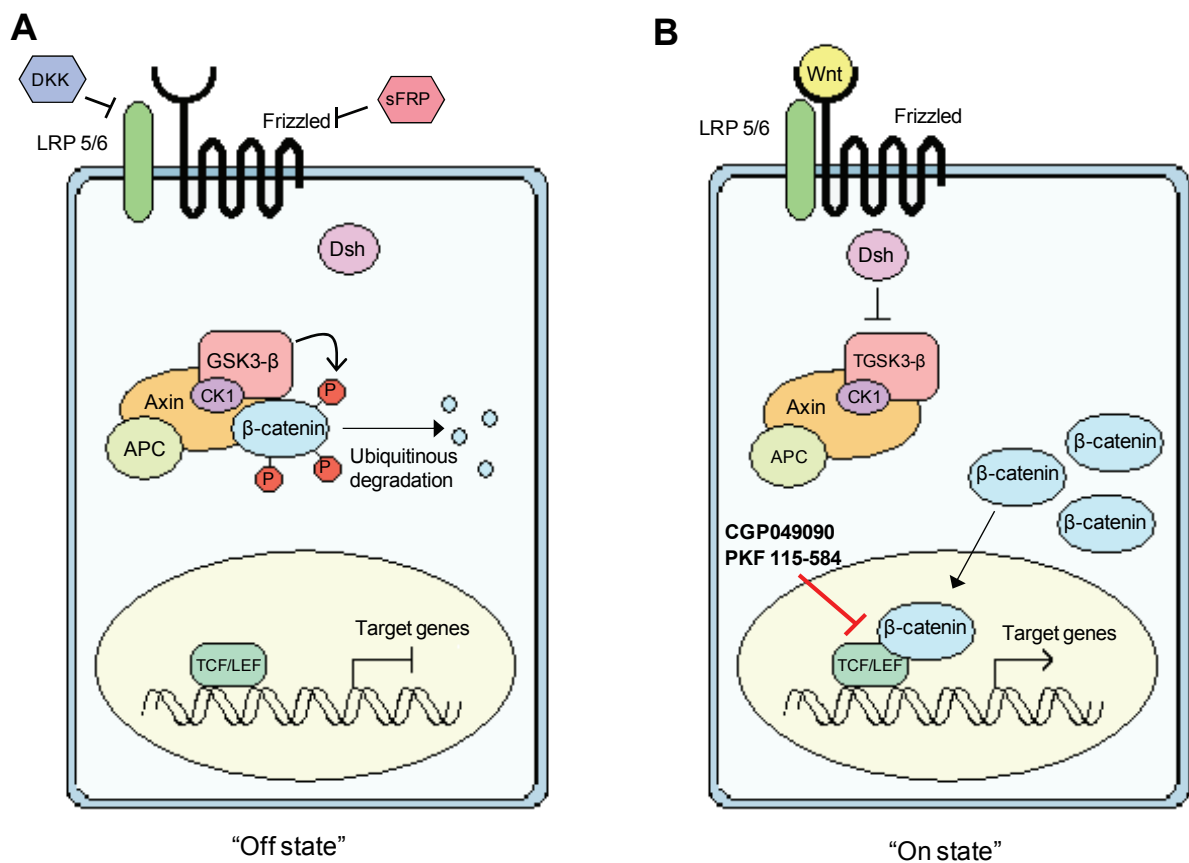 A
DKK
sFRP
Frizzled
LRP 5/6
Dsh
GSK3-β
P
CK1
Axin
β-catenin
APC
Ubiquitinous
degradation
P
P
Target genes
TCF/LEF
“Off state”
B
Wnt
LRP 5/6
Frizzled
Dsh
TGSK3-β
CK1
Axin
APC
β-catenin
β-catenin
β-catenin
CGP049090
PKF 115-584
β-catenin
Target genes
TCF/LEF
“On state”